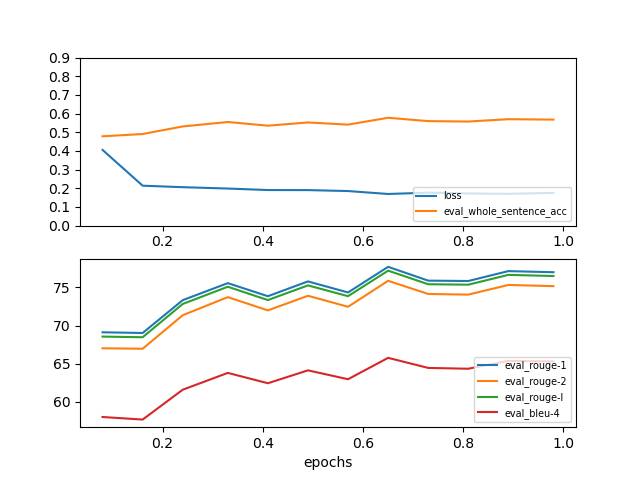 0.9
0.8
0.7
0.6
0.5
0.4
0.3
0.2
0.1
0.0
loss
eval_whole_sentence_acc
0.2 0.4 0.6 0.8 1.0
75
70
65
60
eval_rouge-1
eval_rouge-2
eval_rouge-l
eval_bleu-4
0.2 0.4 0.6 0.8 1.0
epochs